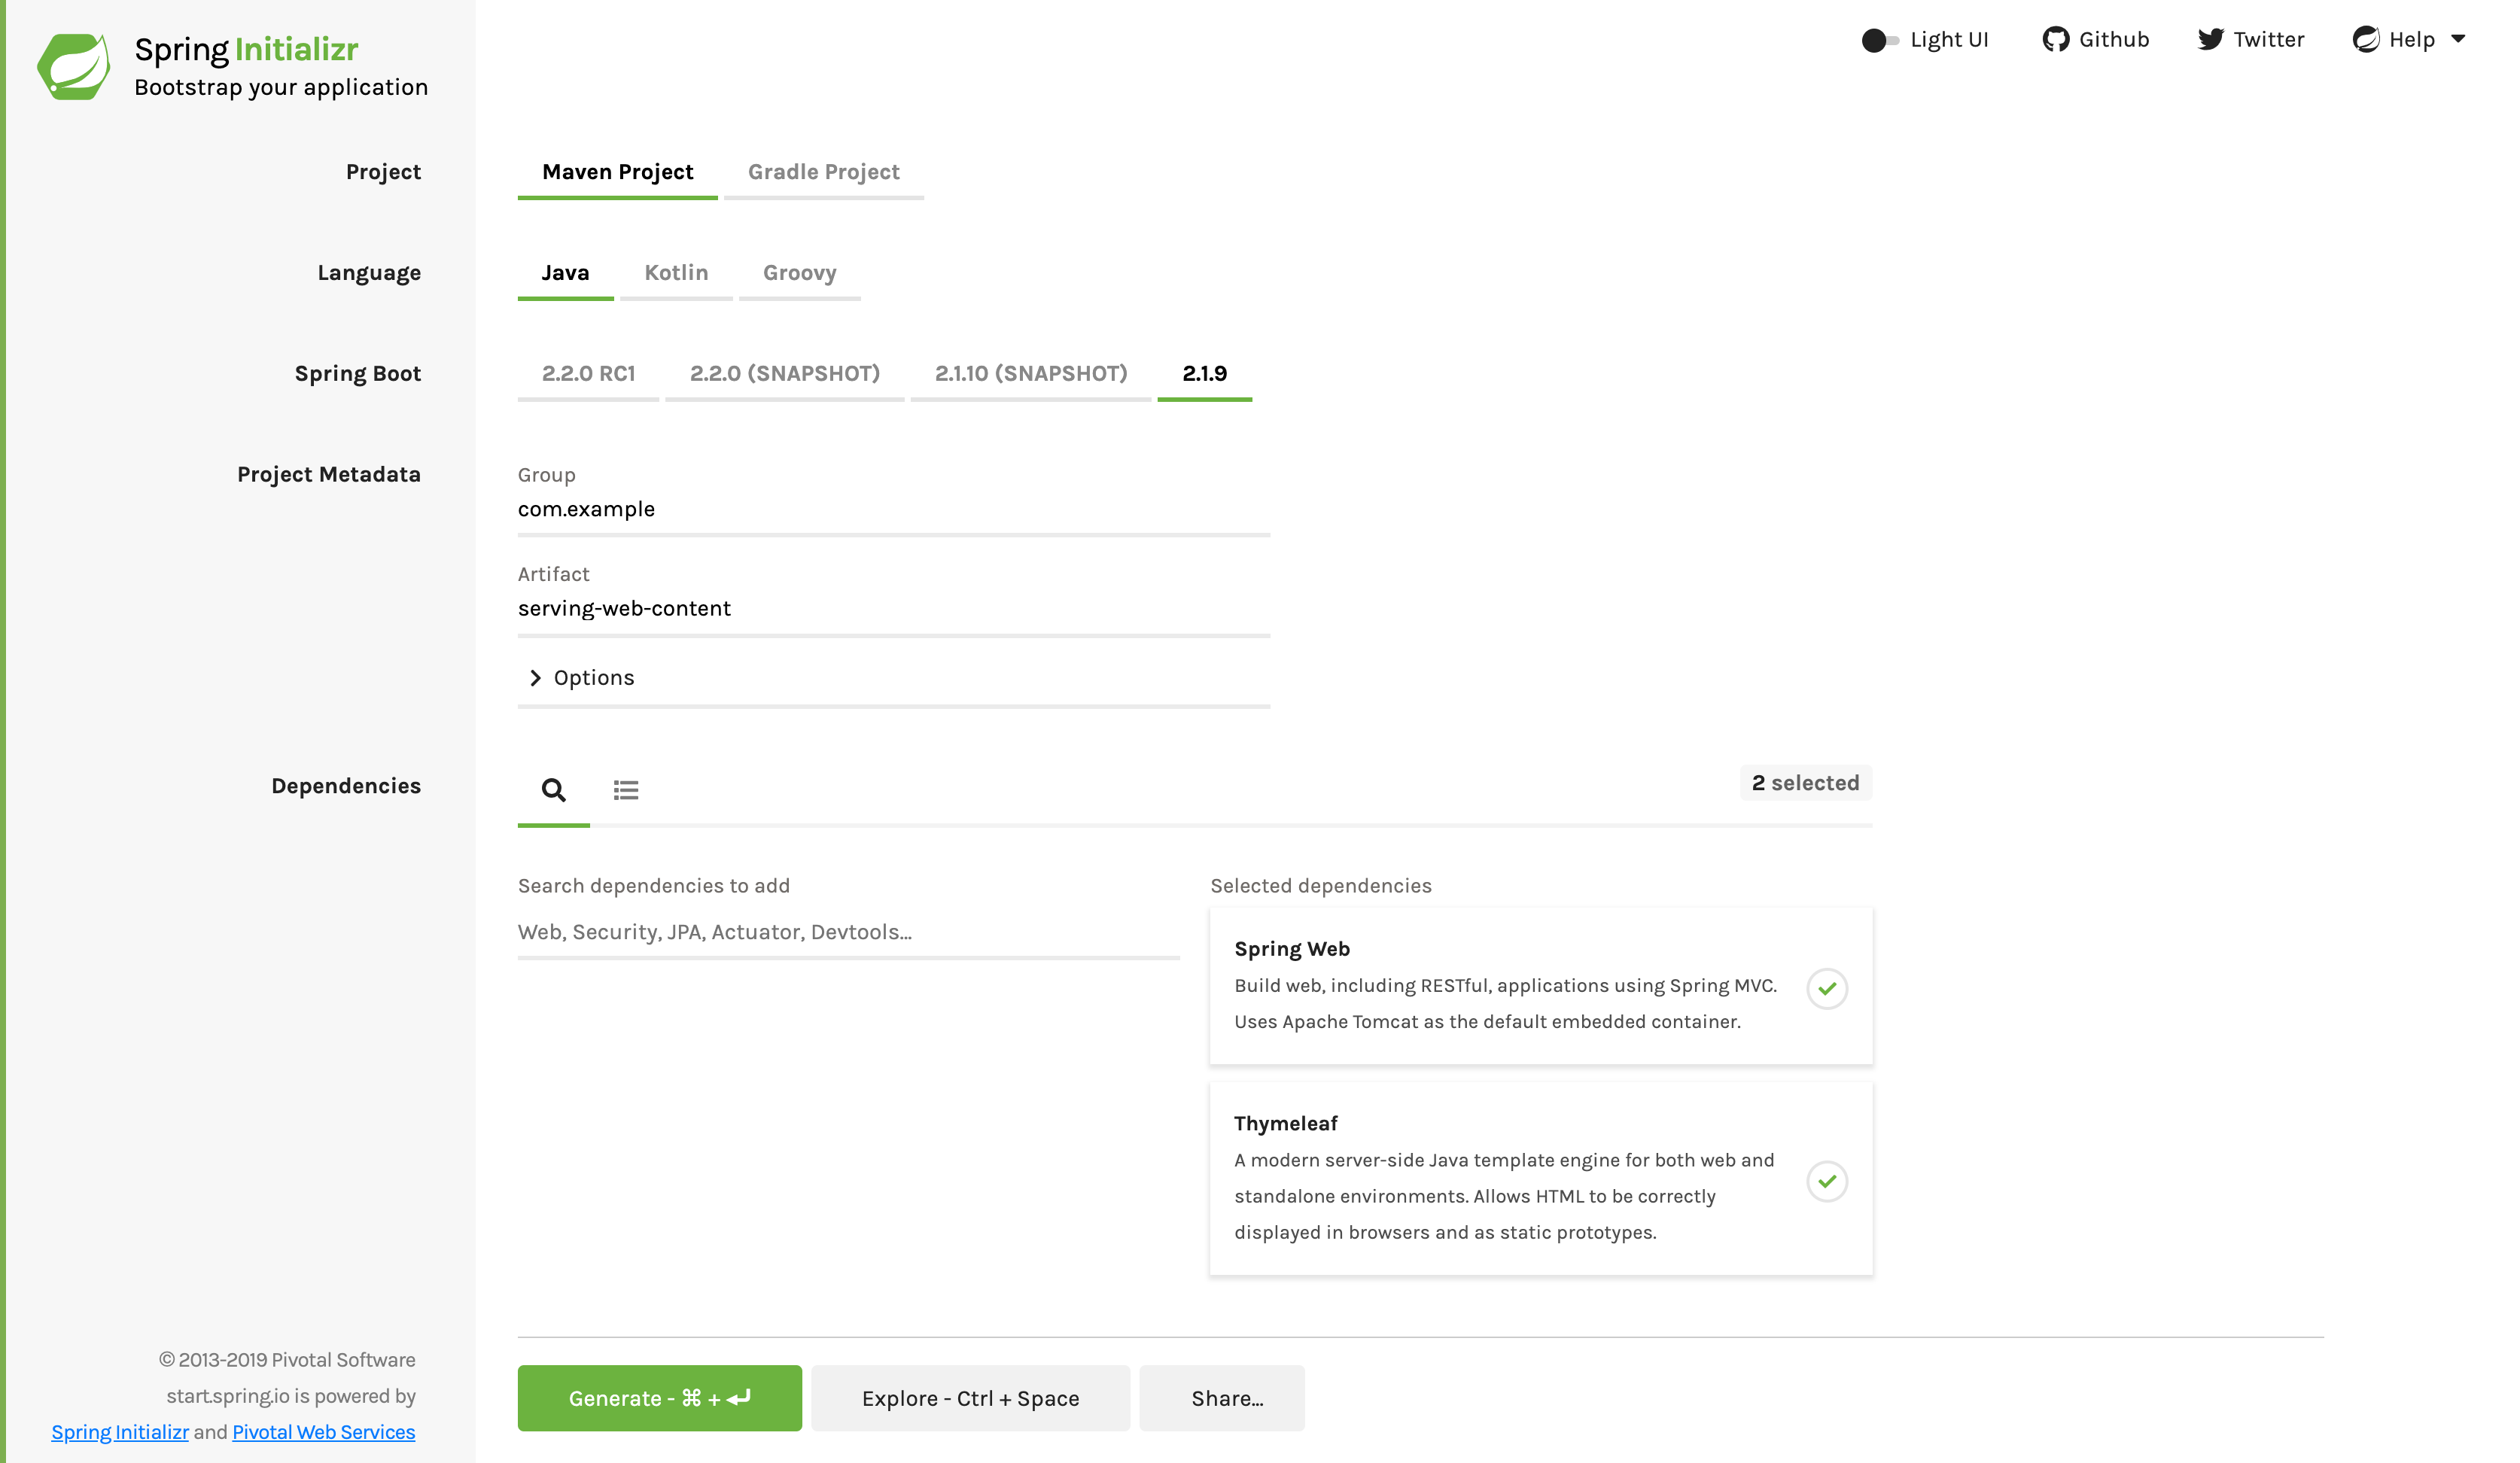 Spring Initializr
Bootstrap your application
Light UI
Github
Twitter
Help
Project
Maven Project
Gradle Project
Language
Java
Kotlin
Groovy
Spring Boot
2.2.0 RC1
2.2.0 (SNAPSHOT)
2.1.10 (SNAPSHOT)
2.1.9
Project Metadata
Group
com.example
Artifact
serving-web-content
Options
Dependencies
2 selected
Search dependencies to add
Web, Security, JPA, Actuator, Devtools...
Selected dependencies
Spring Web
Build web, including RESTful, applications using Spring MVC.
Uses Apache Tomcat as the default embedded container.
Thymeleaf
A modern server-side Java template engine for both web and
standalone environments. Allows HTML to be correctly
displayed in browsers and as static prototypes.
© 2013-2019 Pivotal Software
start.spring.io is powered by
Spring Initializr and Pivotal Web Services
Generate - ⌘ + ↵
Explore - Ctrl + Space
Share...